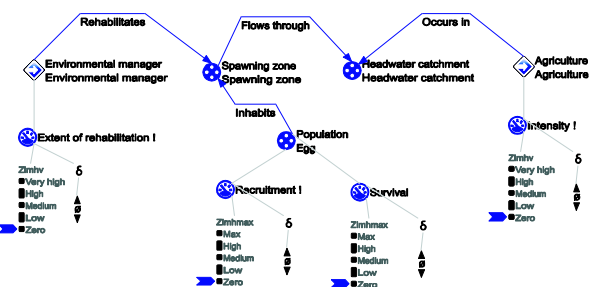 Rehabilitates
Flows through
Occurs in
Environmental manager
Environmental manager
Spawning zone
Spawning zone
Headwater catchment
Headwater catchment
Agriculture
Agriculture
Inhabits
Population
Egg
Extent of rehabilitation !
Zlmhv
Very high
High
Medium
Low
Zero
δ
ø
Recruitment !
Zlmhmax
Max
High
Medium
Low
Zero
δ
ø
Survival
Zlmhmax
Max
High
Medium
Low
Zero
δ
ø
Intensity !
Zlmhv
Very high
High
Medium
Low
Zero
δ
ø